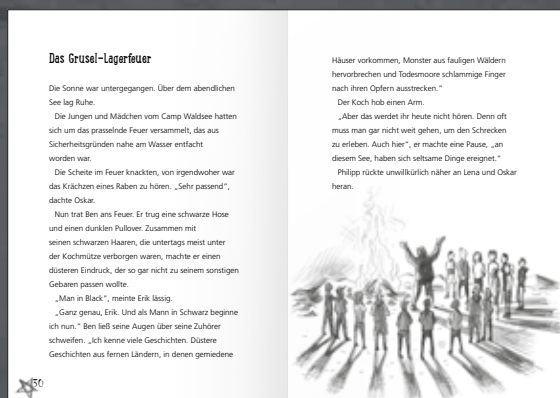 Das Grusel-Lagerfeuer
Die Sonne war untergegangen. Über dem abendlichen
See lag Ruhe.
Die Jungen und Mädchen vom Camp Waldsee hatten
sich um das prasselnde Feuer versammelt, das aus
Sicherheitsgründen nahe am Wasser entfacht
worden war.
Die Scheite im Feuer knackten, von irgendwoher war
das Krächzen eines Raben zu hören. „Sehr passend“,
dachte Oskar.
Nun trat Ben ans Feuer. Er trug eine schwarze Hose
und einen dunklen Pullover. Zusammen mit
seinen schwarzen Haaren, die untertags meist unter
der Kochmütze verborgen waren, machte er einen
düsteren Eindruck, der so gar nicht zu seinem sonstigen
Gebaren passen wollte.
„Man in Black“, meinte Erik lässig.
„Ganz genau, Erik. Und als Mann in Schwarz beginne
ich nun.“ Ben ließ seine Augen über seine Zuhörer
schweifen. „Ich kenne viele Geschichten. Düstere
Geschichten aus fernen Ländern, in denen gemiedene
30
Häuser vorkommen, Monster aus fauligen Wäldern
hervorbrechen und Todesmoore schlammige Finger
nach ihren Opfern ausstrecken.“
Der Koch hob einen Arm.
„Aber das werdet ihr heute nicht hören. Denn oft
muss man gar nicht weit gehen, um den Schrecken
zu erleben. Auch hier“, er machte eine Pause, „an
diesem See, haben sich seltsame Dinge ereignet.“
Philipp rückte unwillkürlich näher an Lena und Oskar
heran.